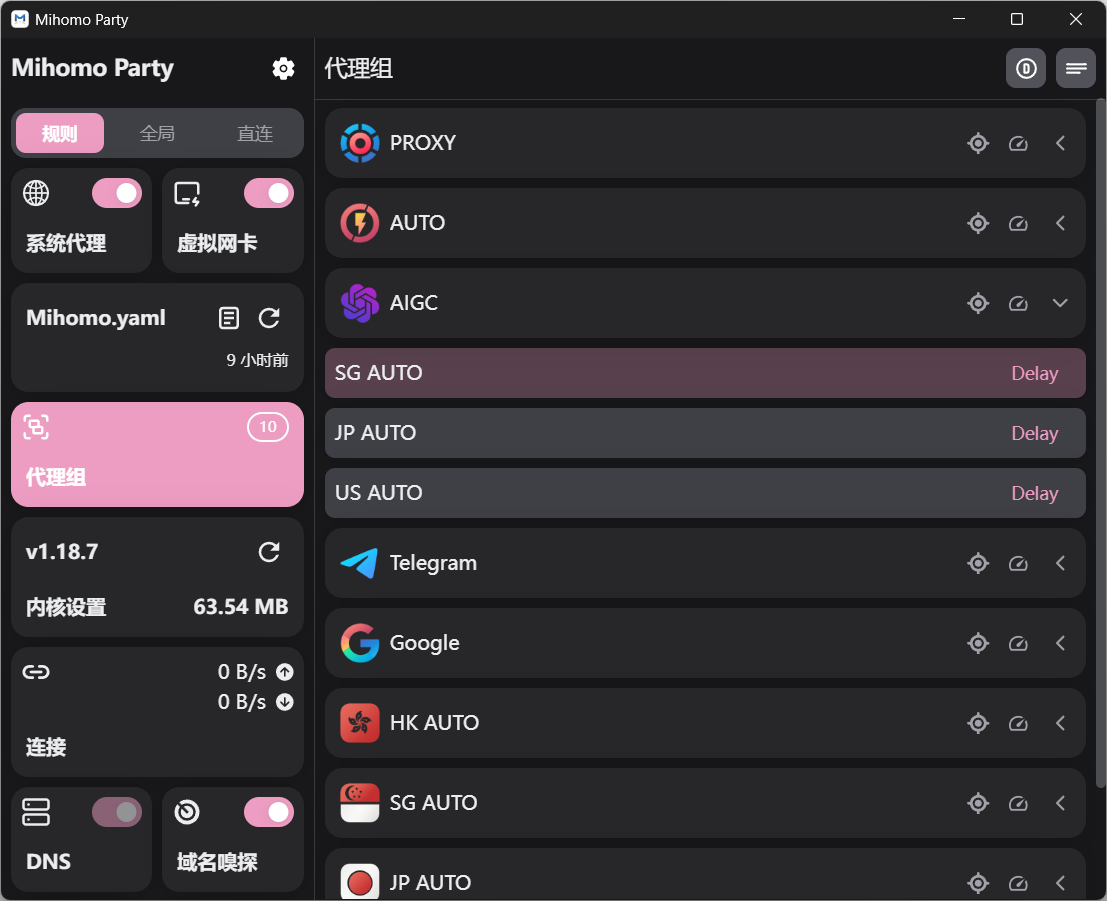 Mihomo Party
Mihomo Party
规则
全局
直连
系统代理
虚拟网卡
Mihomo.yaml
9 小时前
10
代理组
v1.18.7
内核设置
63.54 MB
0 B/s
0 B/s
连接
DNS
域名嗅探
代理组
PROXY
AUTO
AIGC
SG AUTO
Delay
JP AUTO
Delay
US AUTO
Delay
Telegram
Google
HK AUTO
SG AUTO
JP AUTO